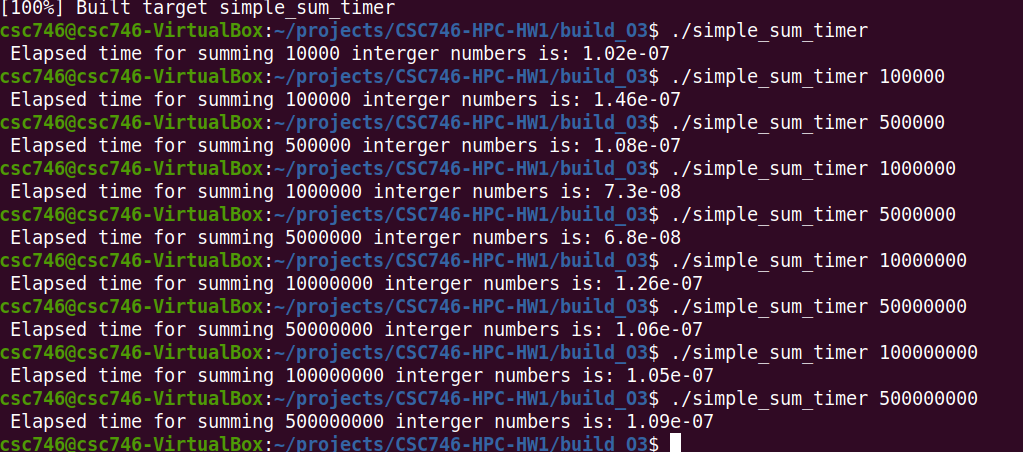 [100%] Built target simple_sum_timer
csc746@csc746-VirtualBox:~/projects/CSC746-HPC-HW1/build_O3$ ./simple_sum_timer
Elapsed time for summing 10000 interger numbers is: 1.02e-07
csc746@csc746-VirtualBox:~/projects/CSC746-HPC-HW1/build_O3$ ./simple_sum_timer 100000
Elapsed time for summing 100000 interger numbers is: 1.46e-07
csc746@csc746-VirtualBox:~/projects/CSC746-HPC-HW1/build_O3$ ./simple_sum_timer 500000
Elapsed time for summing 500000 interger numbers is: 1.08e-07
csc746@csc746-VirtualBox:~/projects/CSC746-HPC-HW1/build_O3$ ./simple_sum_timer 1000000
Elapsed time for summing 1000000 interger numbers is: 7.3e-08
csc746@csc746-VirtualBox:~/projects/CSC746-HPC-HW1/build_O3$ ./simple_sum_timer 5000000
Elapsed time for summing 5000000 interger numbers is: 6.8e-08
csc746@csc746-VirtualBox:~/projects/CSC746-HPC-HW1/build_O3$ ./simple_sum_timer 10000000
Elapsed time for summing 10000000 interger numbers is: 1.26e-07
csc746@csc746-VirtualBox:~/projects/CSC746-HPC-HW1/build_O3$ ./simple_sum_timer 50000000
Elapsed time for summing 50000000 interger numbers is: 1.06e-07
csc746@csc746-VirtualBox:~/projects/CSC746-HPC-HW1/build_O3$ ./simple_sum_timer 100000000
Elapsed time for summing 100000000 interger numbers is: 1.05e-07
csc746@csc746-VirtualBox:~/projects/CSC746-HPC-HW1/build_O3$ ./simple_sum_timer 500000000
Elapsed time for summing 500000000 interger numbers is: 1.09e-07
csc746@csc746-VirtualBox:~/projects/CSC746-HPC-HW1/build_O3$